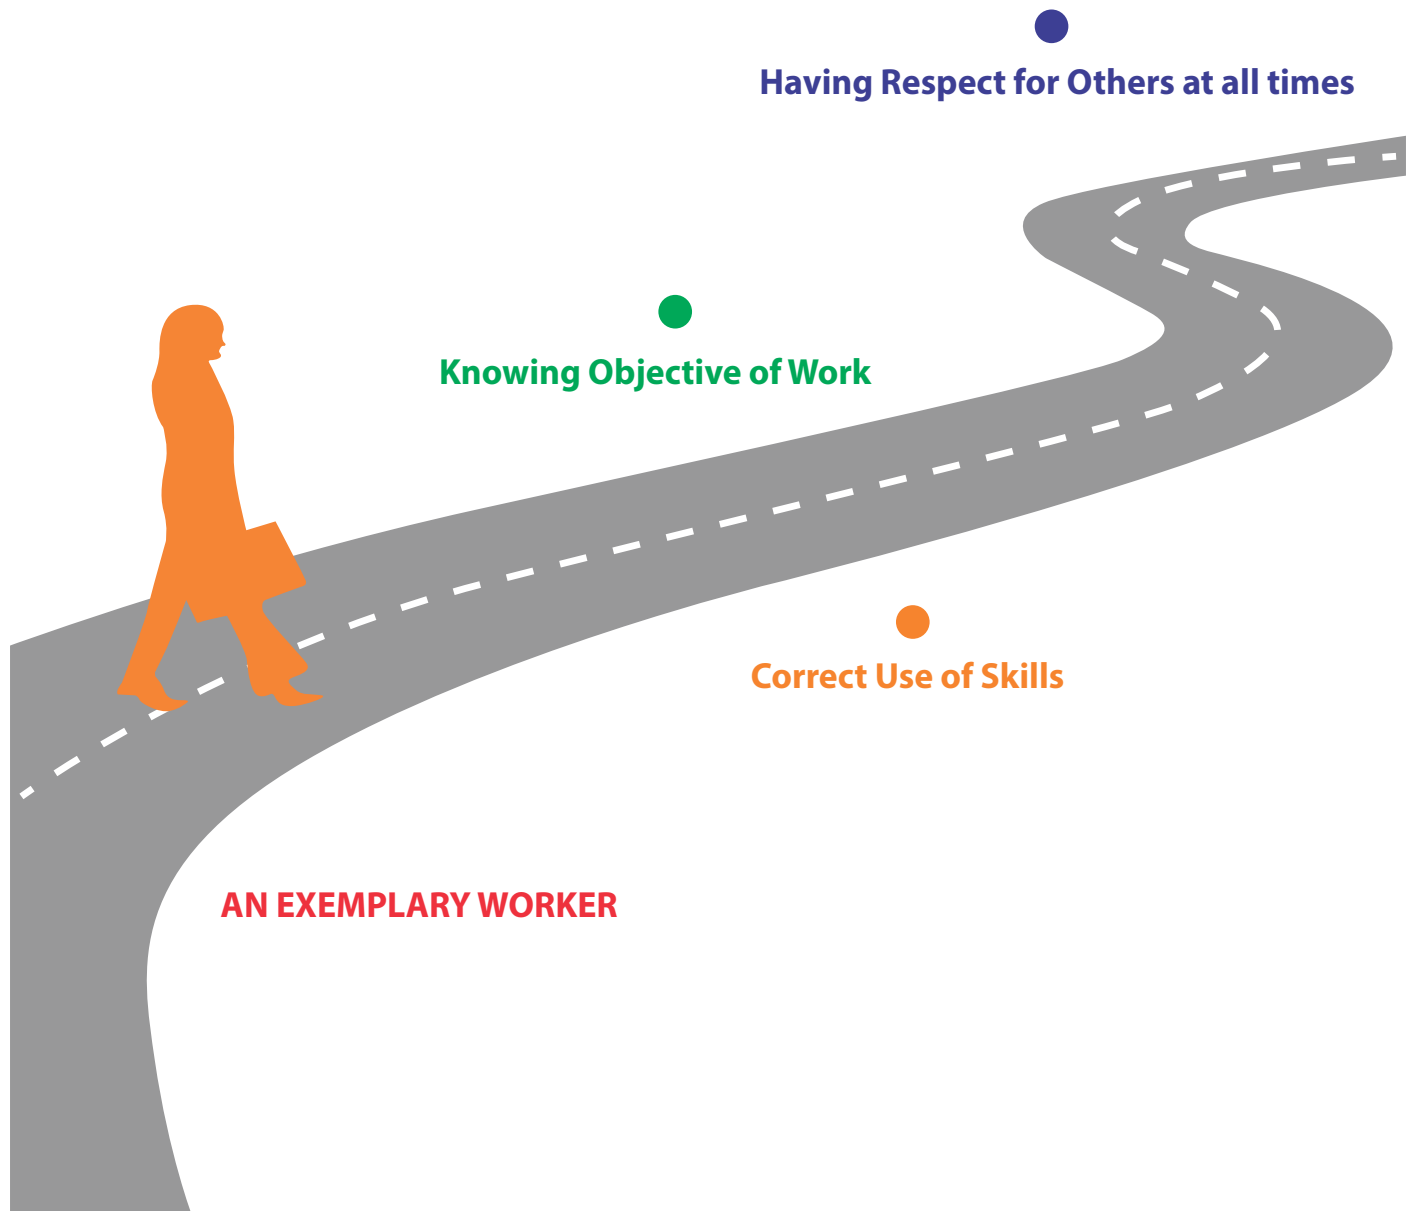 Having Respect for Others at all times
Knowing Objective of Work
Correct Use of Skills
AN EXEMPLARY WORKER